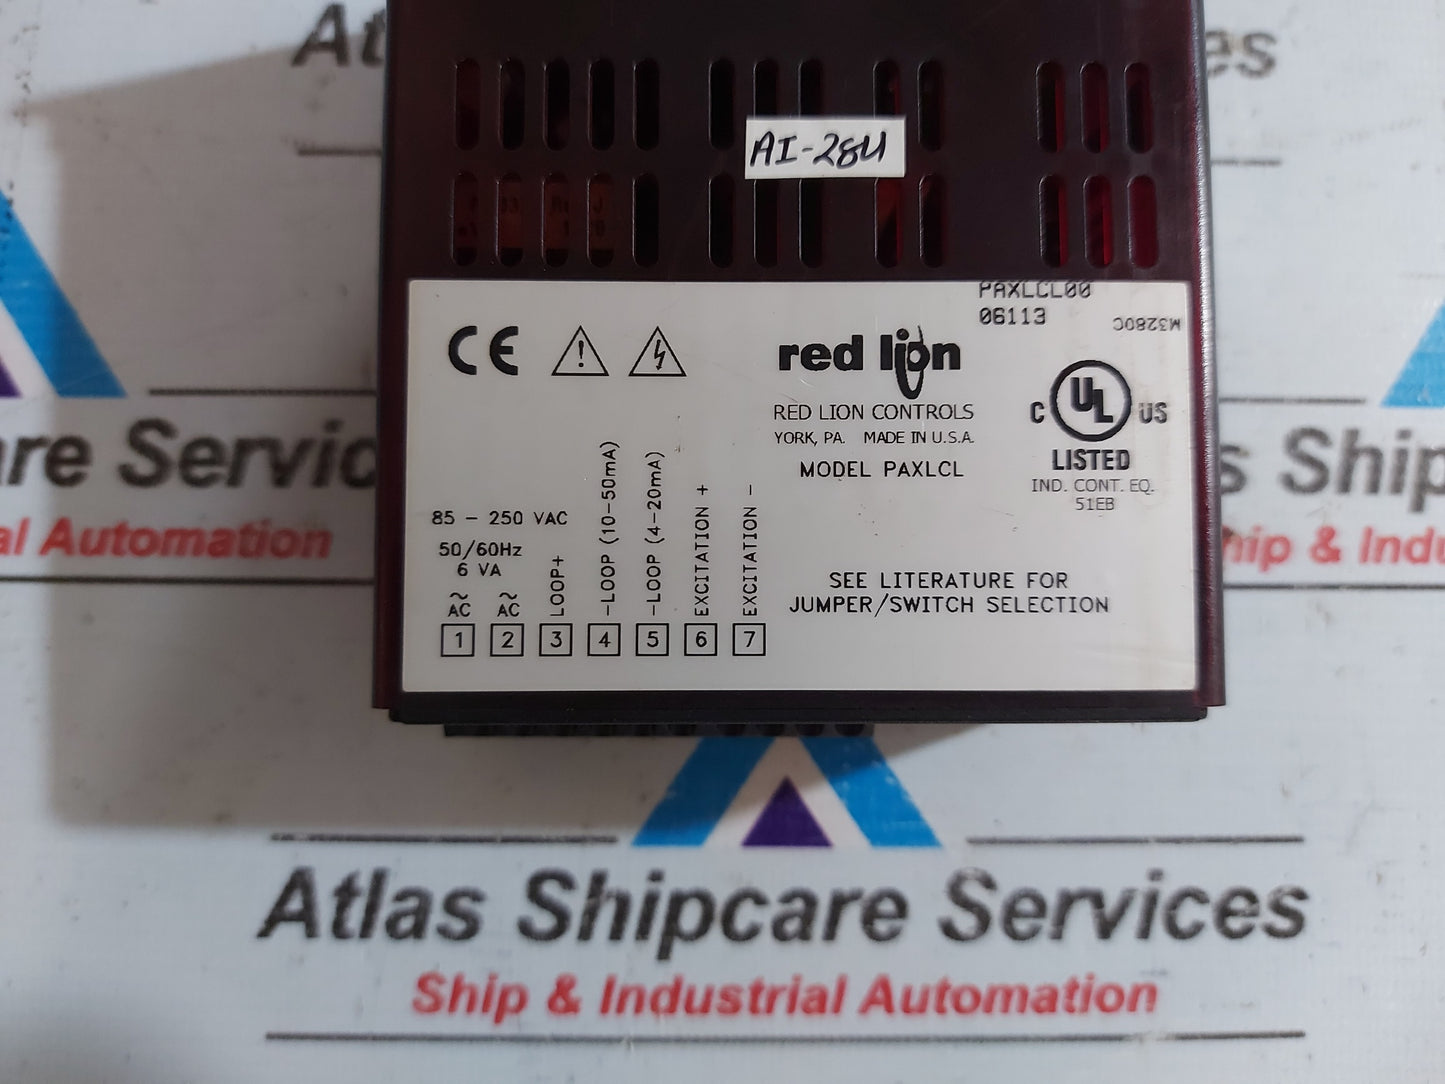 AI-284
PAXLCL00
06113
M3280C
CE
red lion
RED LION CONTROLS
YORK, PA. MADE IN U.S.A.
MODEL PAXLCL
C UL US
LISTED
IND. CONT. EQ.
51EB
85 - 250 VAC
50/60Hz
6 VA
~ AC
~ AC
LOOP+
-LOOP (10-50mA)
-LOOP (4-20mA)
EXCITATION +
EXCITATION -
1 2 3 4 5 6 7
SEE LITERATURE FOR
JUMPER/SWITCH SELECTION
Atlas Shipcare Services
Ship & Industrial Automation